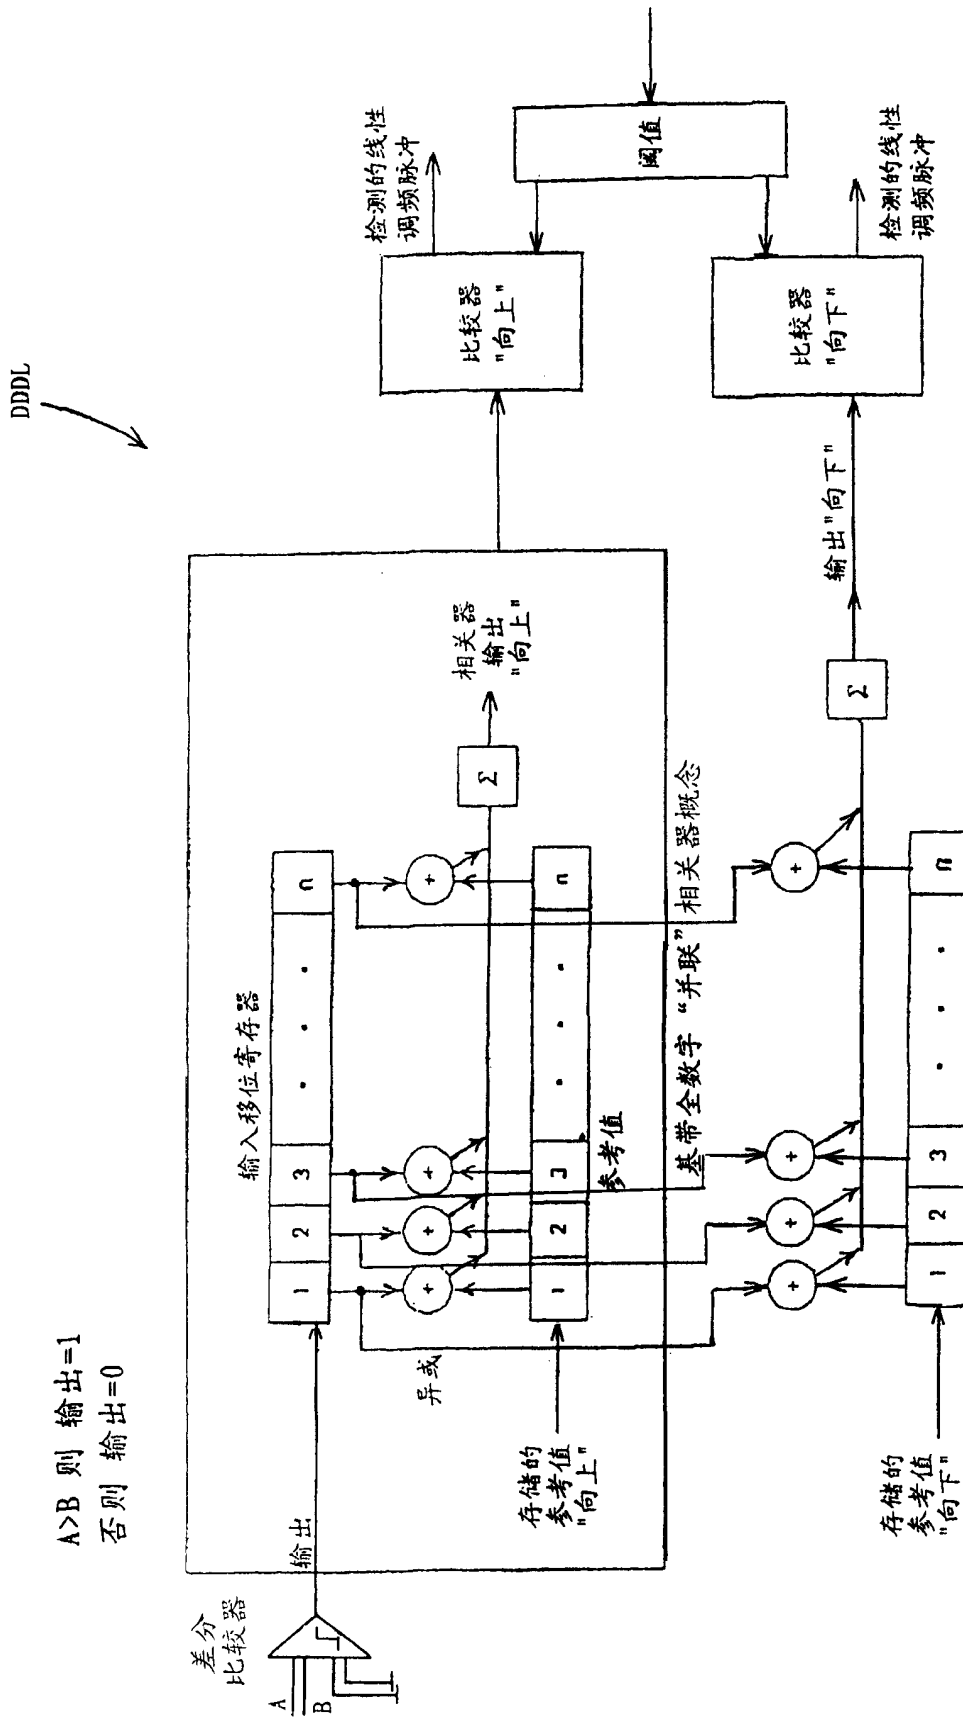 DDDL
A>B 则 输出=1
否则 输出=0
差分
比较器
A
B
输出
输入移位寄存器
1
2
3
n
异或
+
+
+
+
Σ
相关器
输出
"向上"
1
2
3
n
参考值
存储的
参考值
"向上"
基带全数字 "并联" 相关器概念
+
+
+
+
Σ
输出"向下"
1
2
3
n
存储的
参考值
"向下"
比较器
"向上"
检测的线性
调频脉冲
阈值
比较器
"向下"
检测的线性
调频脉冲